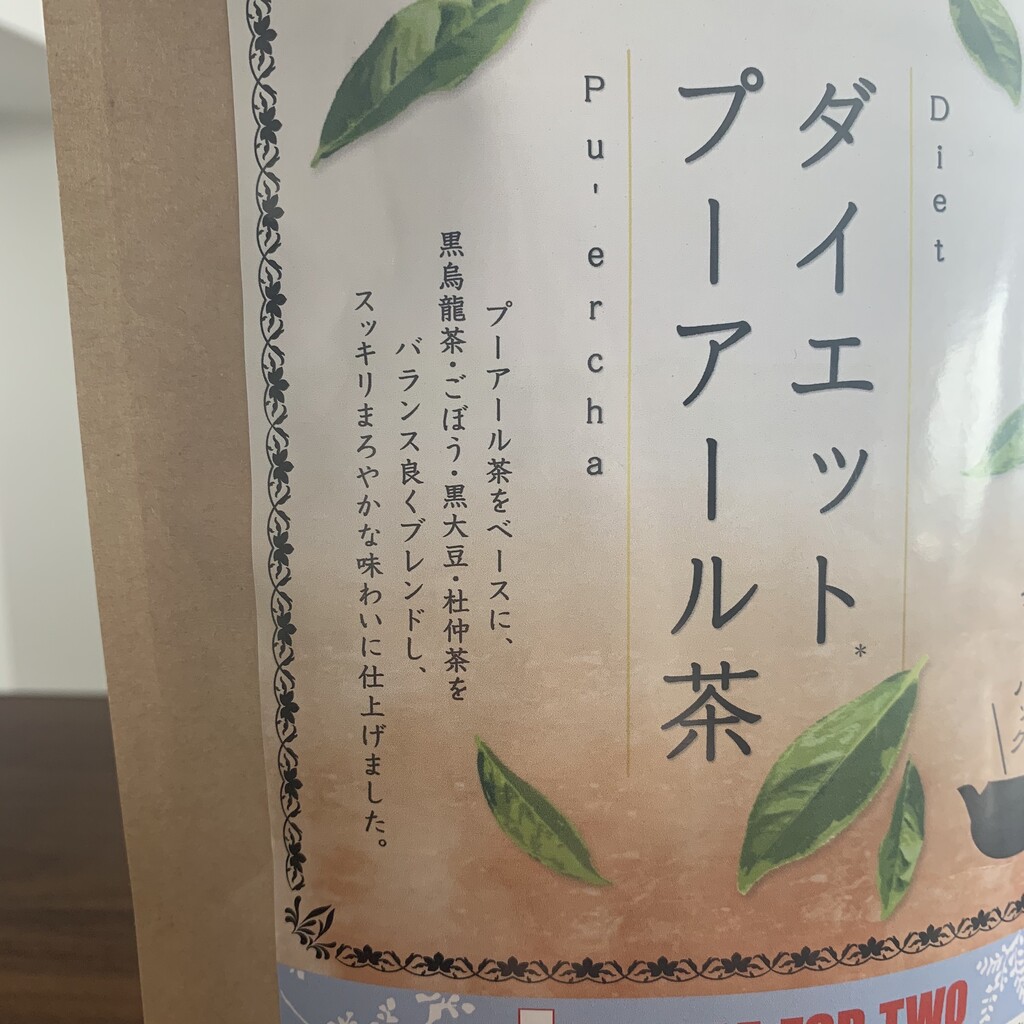 Diet
ダイエット*
プーアール茶
Pu'ercha
プーアール茶をベースに、
黒烏龍茶・ごぼう・黒大豆・杜仲茶を
バランス良くブレンドし、
スッキリまろやかな味わいに仕上げました。
FOR TWO